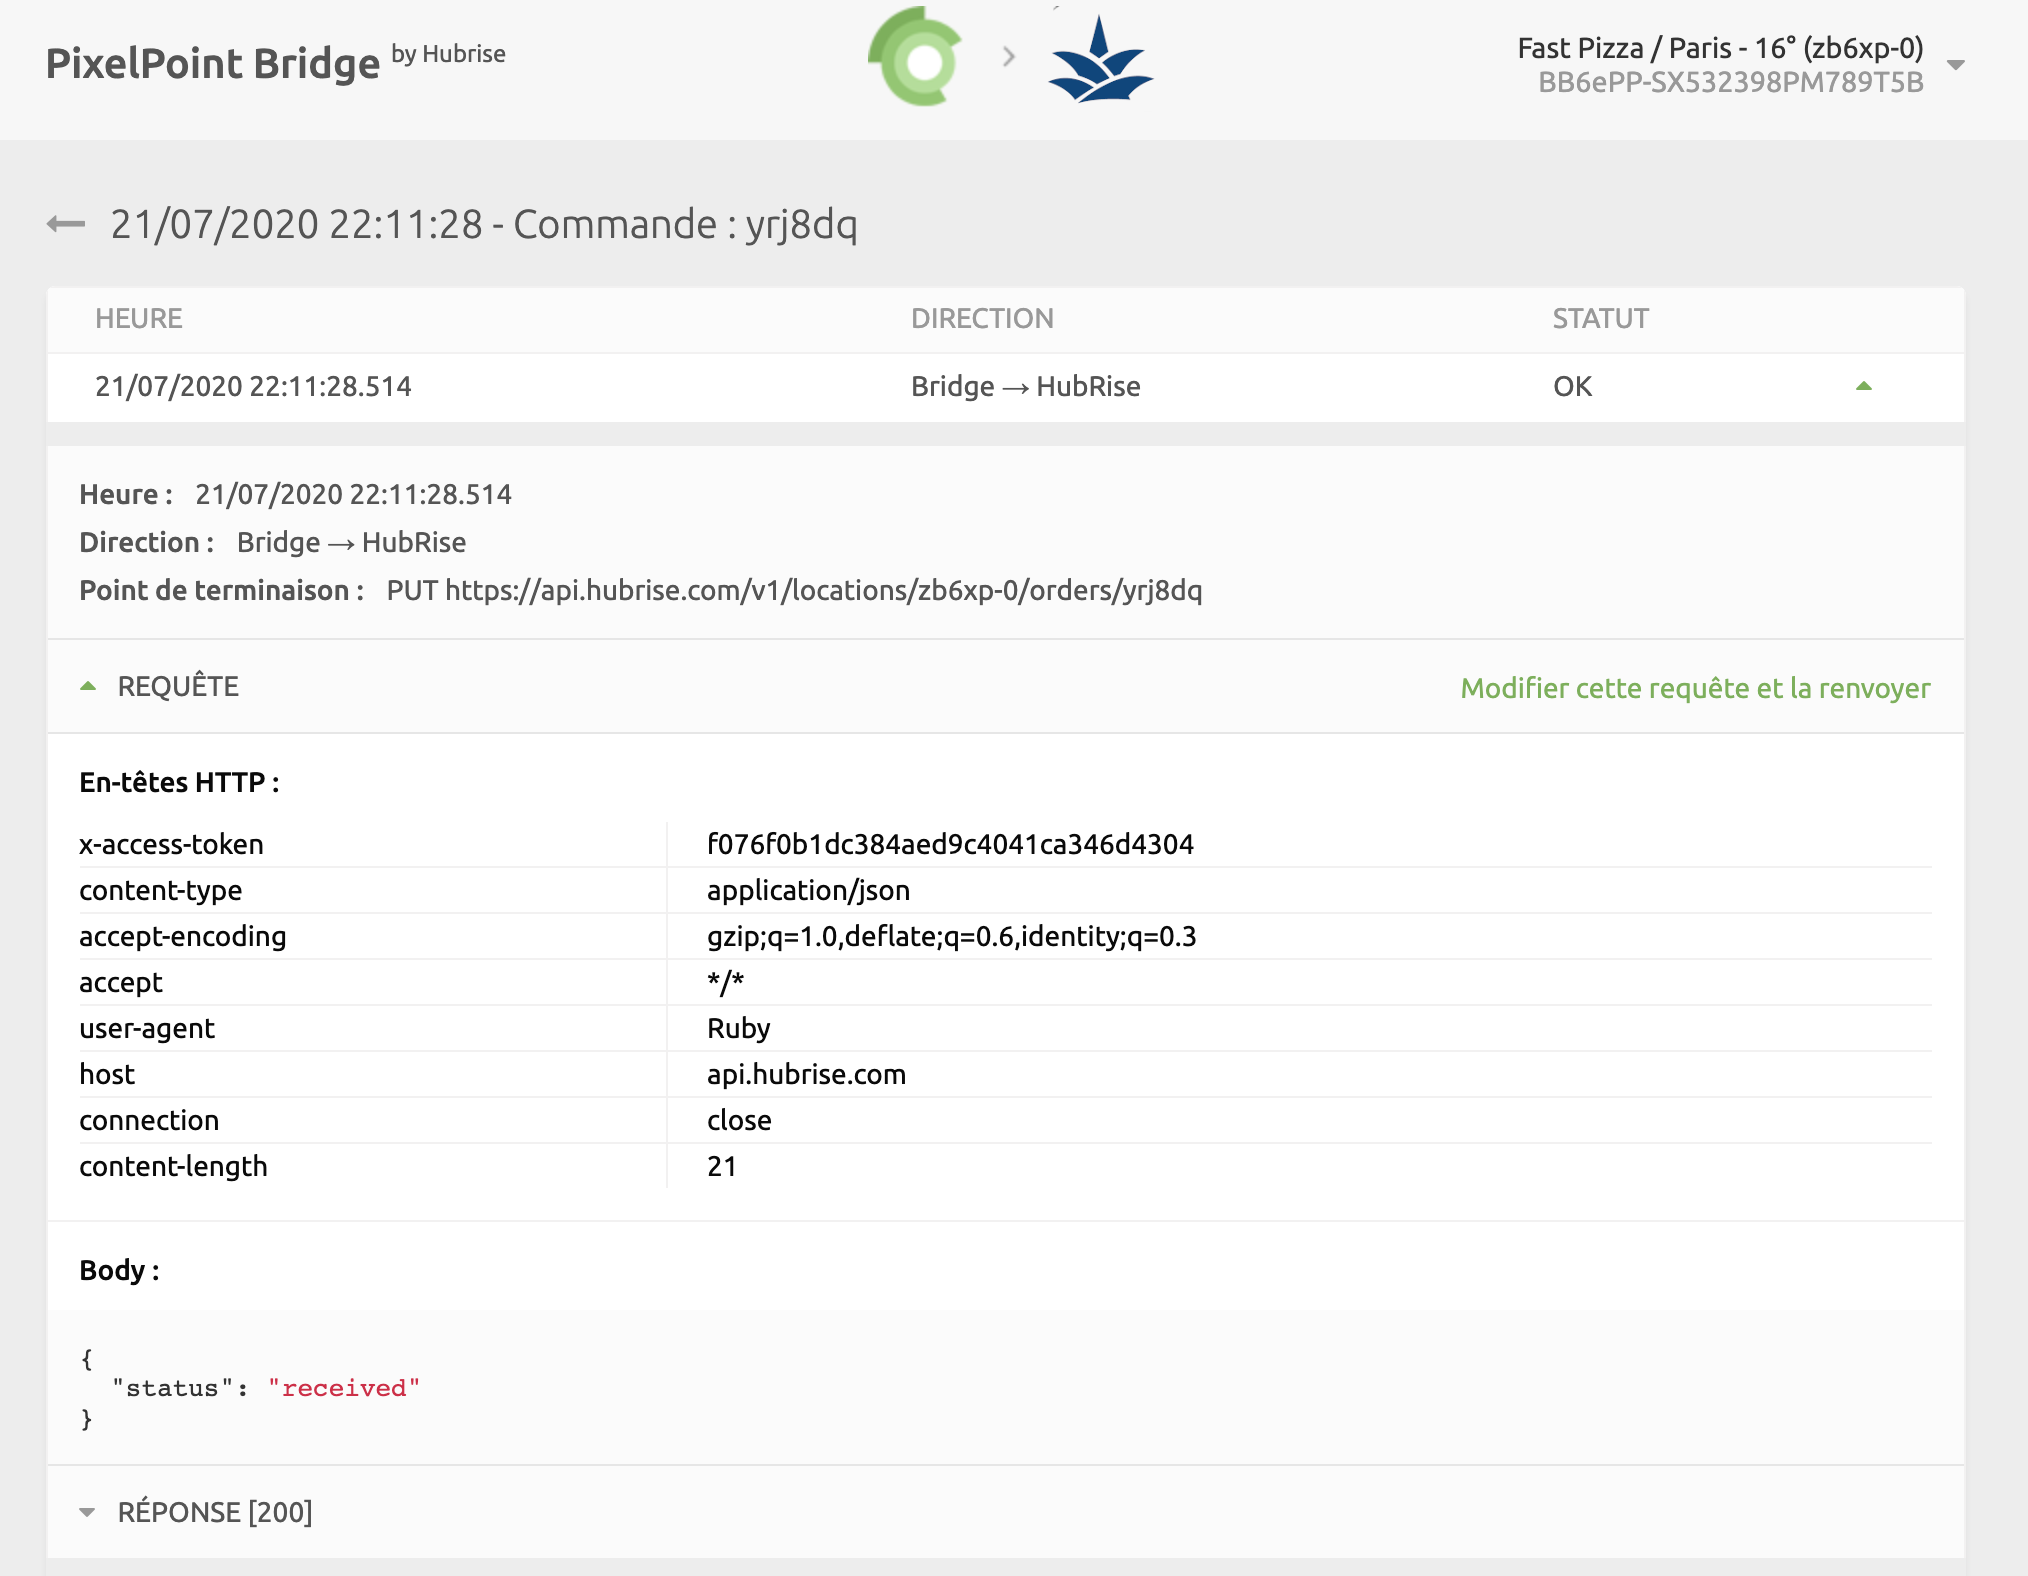 PixelPoint Bridge by Hubrise
Fast Pizza / Paris - 16° (zb6xp-0)
BB6ePP-SX532398PM789T5B
21/07/2020 22:11:28 - Commande : yrj8dq
HEURE DIRECTION STATUT
21/07/2020 22:11:28.514 Bridge → HubRise OK
Heure : 21/07/2020 22:11:28.514
Direction : Bridge → HubRise
Point de terminaison : PUT https://api.hubrise.com/v1/locations/zb6xp-0/orders/yrj8dq
REQUÊTE Modifier cette requête et la renvoyer
En-têtes HTTP :
x-access-token f076f0b1dc384aed9c4041ca346d4304
content-type application/json
accept-encoding gzip;q=1.0,deflate;q=0.6,identity;q=0.3
accept */*
user-agent Ruby
host api.hubrise.com
connection close
content-length 21
Body :
{
"status": "received"
}
RÉPONSE [200]